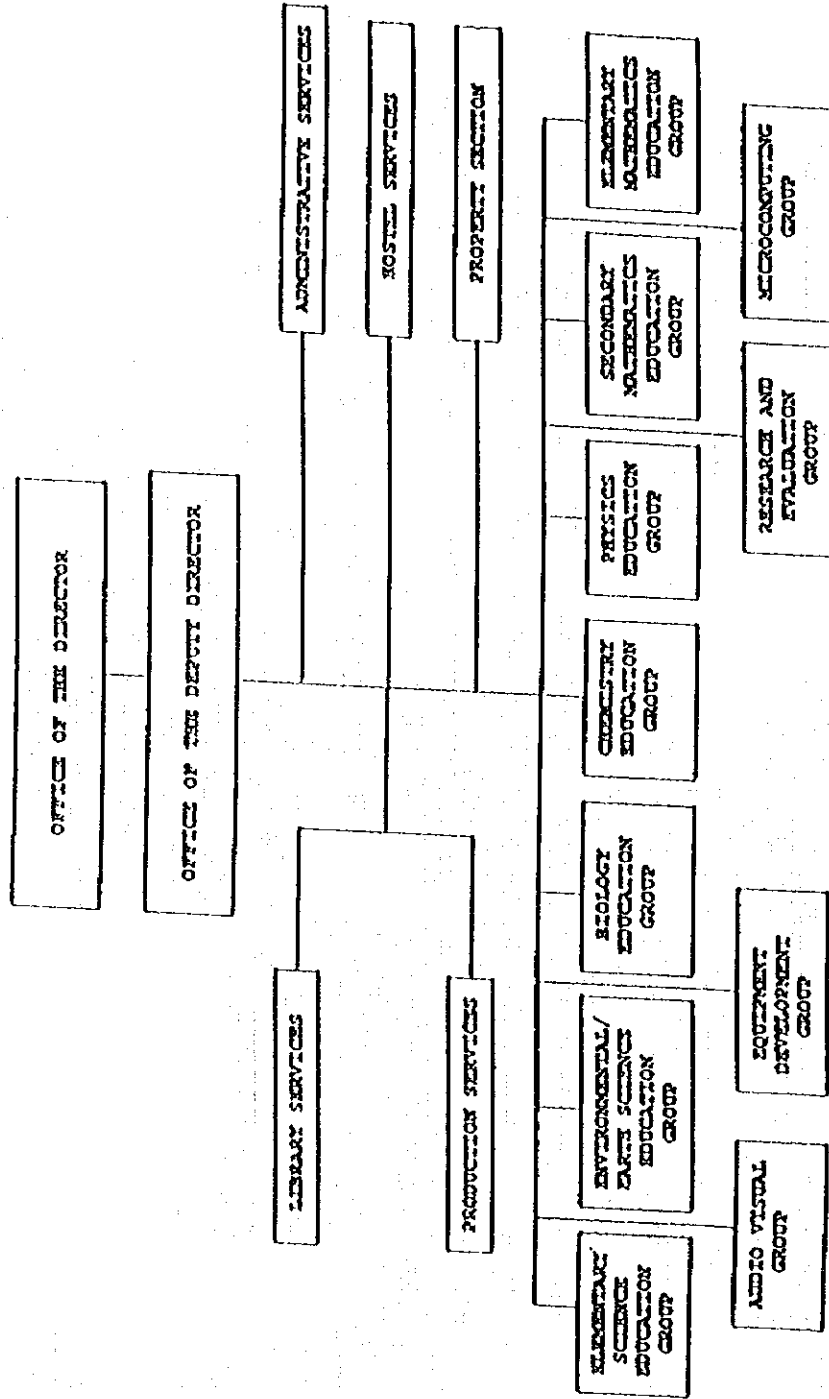 OFFICE OF THE DIRECTOR
OFFICE OF THE DEPUTY DIRECTOR
ADMINISTRATIVE SERVICES
LIBRARY SERVICES
HOSTEL SERVICES
PRODUCTION SERVICES
PROPERTY SECTION
ELEMENTARY
SCIENCE
EDUCATION
GROUP
ENVIRONMENTAL/
EARTH SCIENCE
EDUCATION
GROUP
BIOLOGY
EDUCATION
GROUP
CHEMISTRY
EDUCATION
GROUP
PHYSICS
EDUCATION
GROUP
SECONDARY
MATHEMATICS
EDUCATION
GROUP
ELEMENTARY
MATHEMATICS
EDUCATION
GROUP
AUDIO VISUAL
GROUP
EQUIPMENT
DEVELOPMENT
GROUP
RESEARCH AND
EVALUATION
GROUP
MICROCOMPUTING
GROUP